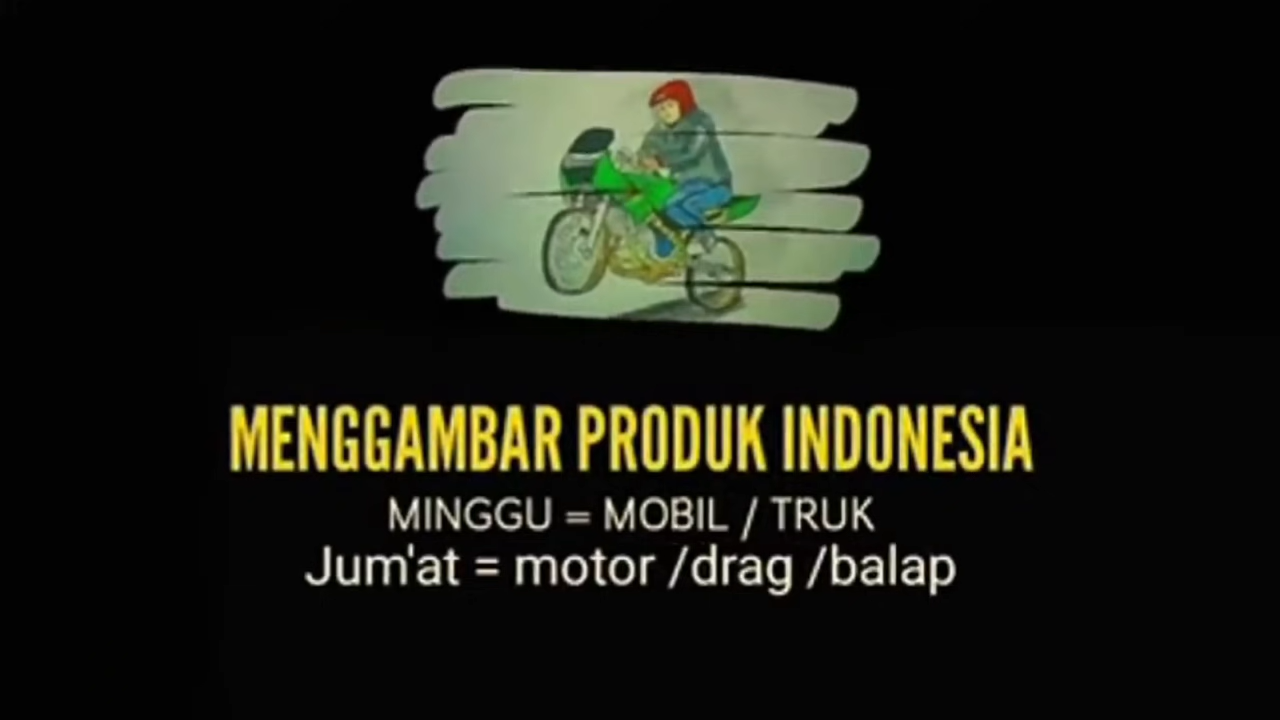 MENGGAMBAR PRODUK INDONESIA
MINGGU = MOBIL / TRUK
Jum'at = motor /drag /balap